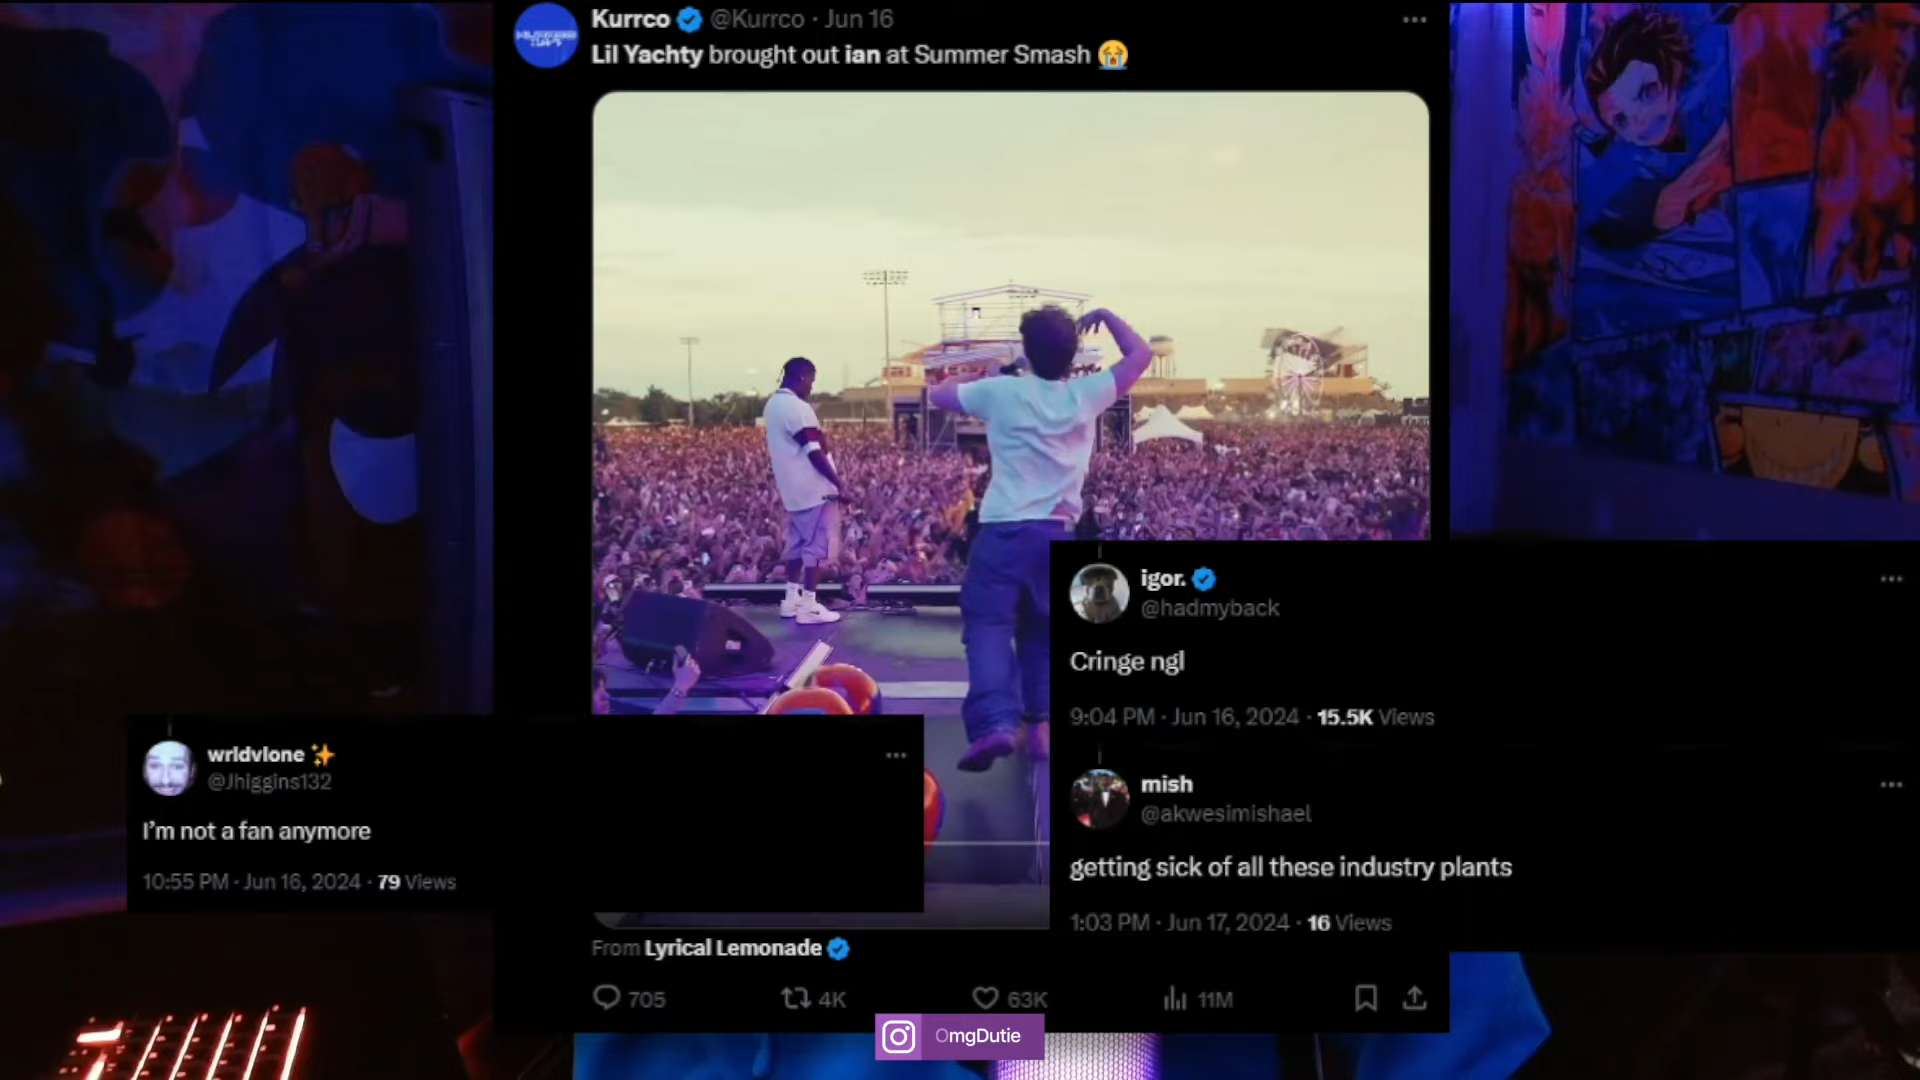 Kurrco @Kurrco · Jun 16
Lil Yachty brought out ian at Summer Smash 😭
igor.
@hadmyback
Cringe ngl
9:04 PM · Jun 16, 2024 · 15.5K Views
wrldvlone ✨
@Jhiggins132
I'm not a fan anymore
10:55 PM · Jun 16, 2024 · 79 Views
mish
@akwesimishael
getting sick of all these industry plants
1:03 PM · Jun 17, 2024 · 16 Views
From Lyrical Lemonade
705 4K 63K 11M
OmgDutie